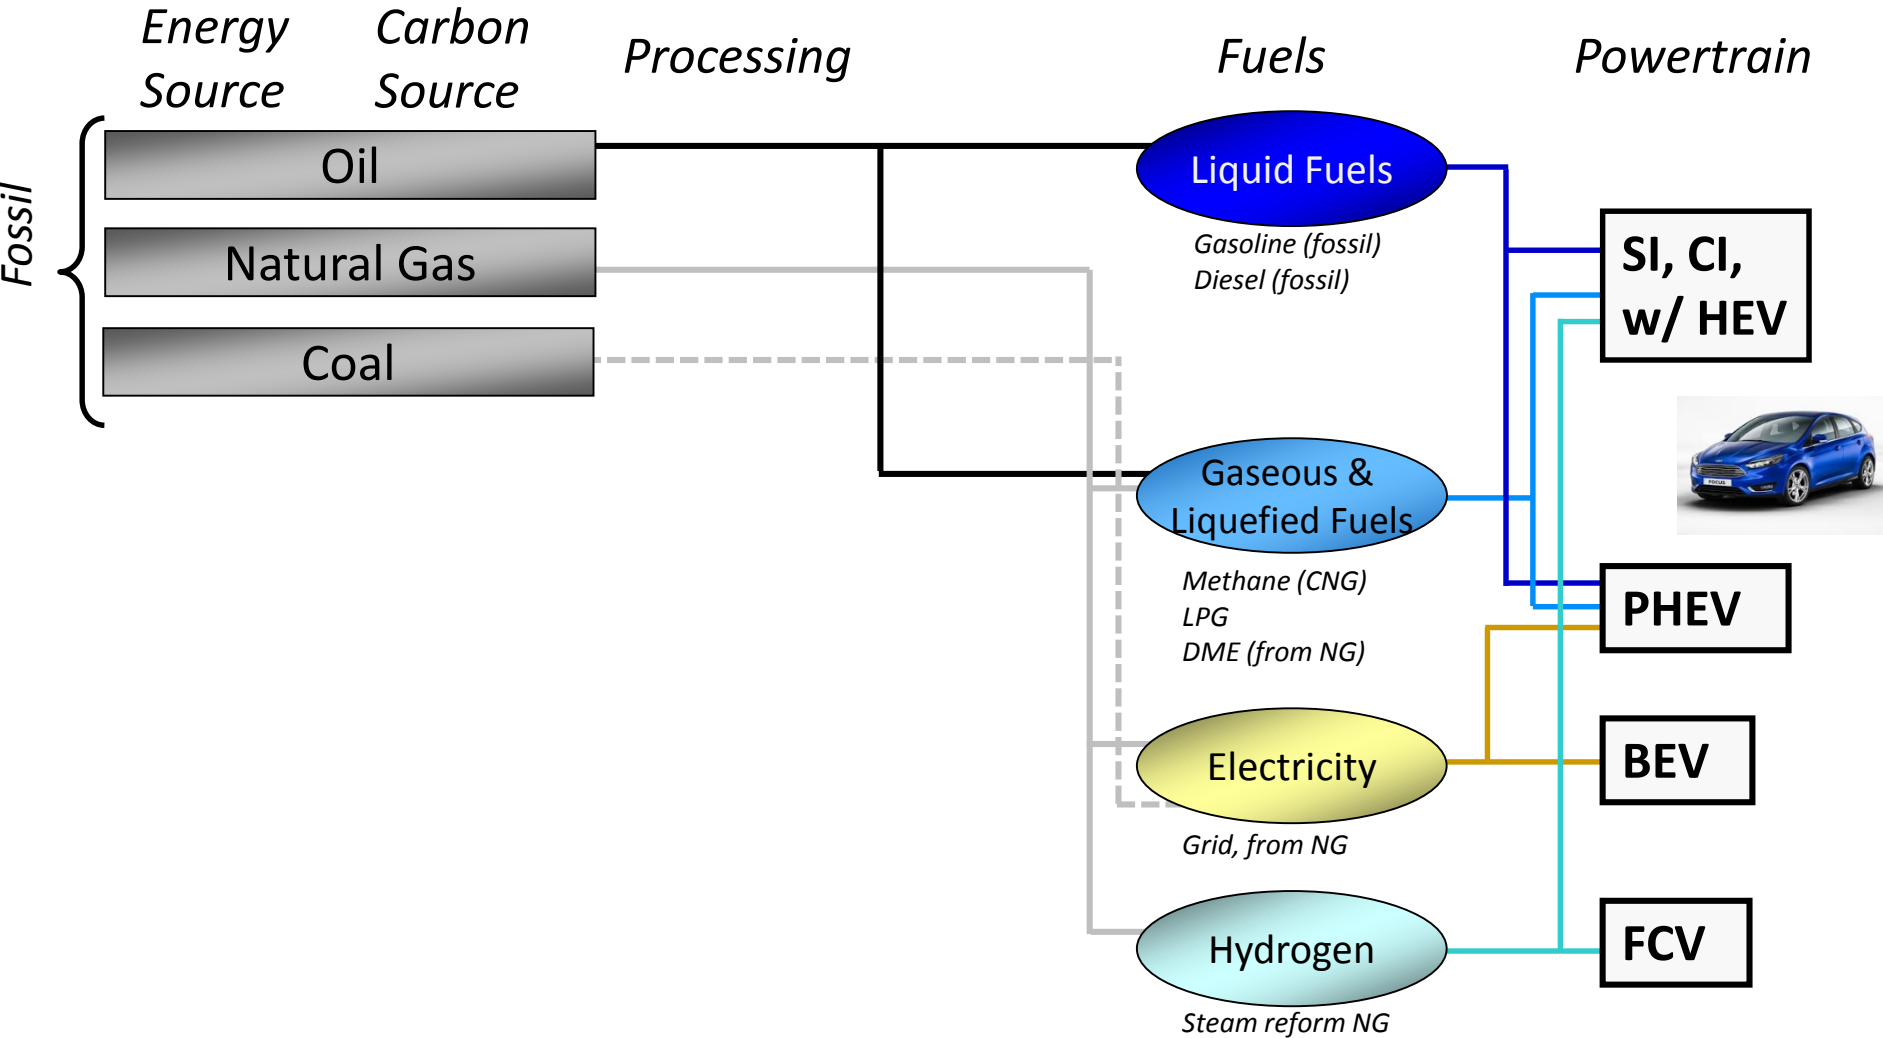 Energy
Source
Carbon
Source
Processing
Fuels
Powertrain
Fossil
Oil
Natural Gas
Coal
Liquid Fuels
Gasoline (fossil)
Diesel (fossil)
Gaseous &
Liquefied Fuels
Methane (CNG)
LPG
DME (from NG)
Electricity
Grid, from NG
Hydrogen
Steam reform NG
SI, CI,
w/ HEV
FOCUS
PHEV
BEV
FCV